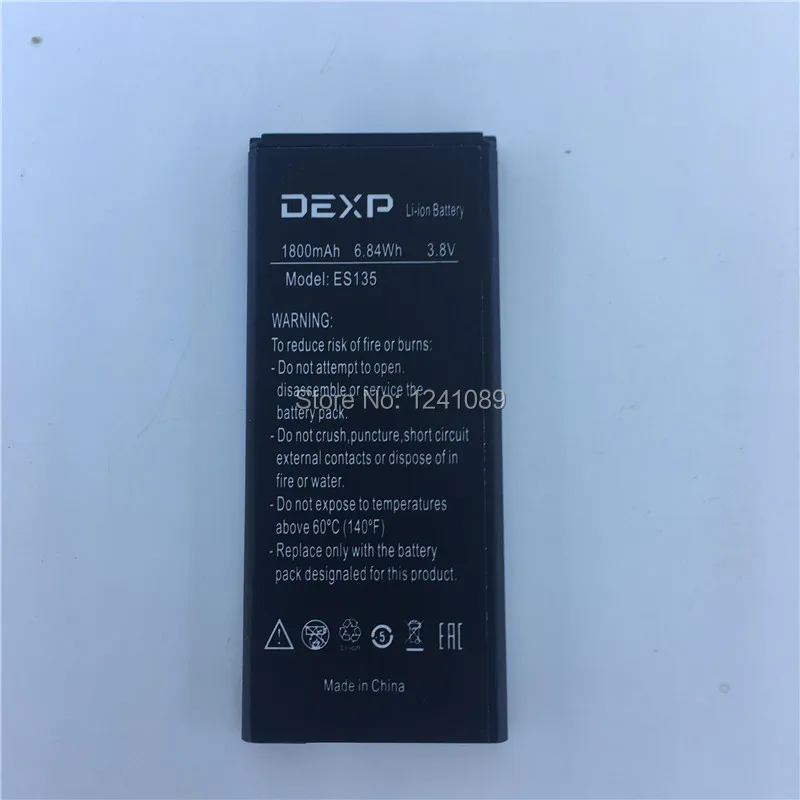 DEXP Li-ion Battery
1800mAh 6.84Wh 3.8V
Model: ES135
WARNING:
To reduce risk of fire or burns:
- Do not attempt to open.
disassemble or service the
Store No: 1241089
battery pack.
- Do not crush,puncture,short circuit
external contacts or dispose of in
fire or water.
- Do not expose to temperatures
above 60ºC (140ºF)
- Replace only with the battery
pack designaled for this product.
Li-ion 5 EAC
Made in China